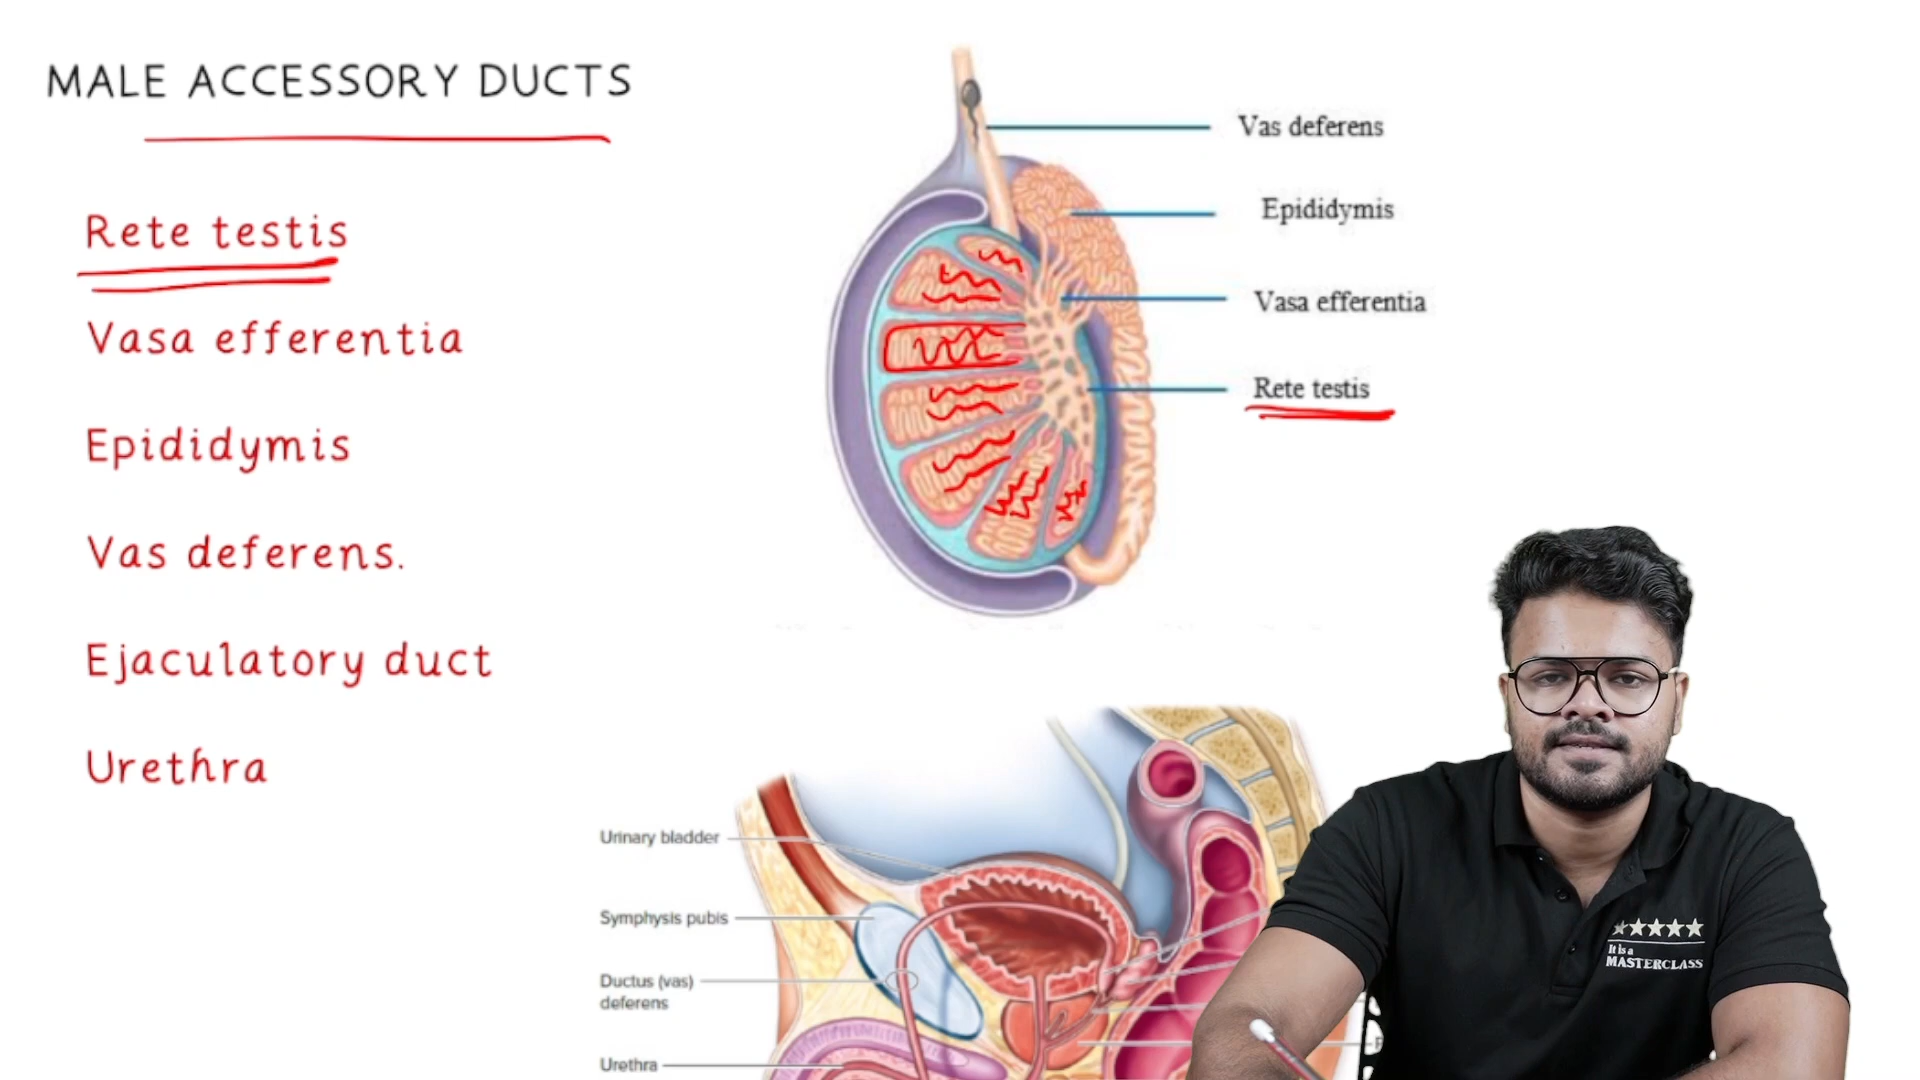 MALE ACCESSORY DUCTS
Rete testis
Vasa efferentia
Epididymis
Vas deferens.
Ejaculatory duct
Urethra
Vas deferens
Epididymis
Vasa efferentia
Rete testis
Urinary bladder
Symphysis pubis
Ductus (vas)
deferens
Urethra
It is a
MASTERCLASS